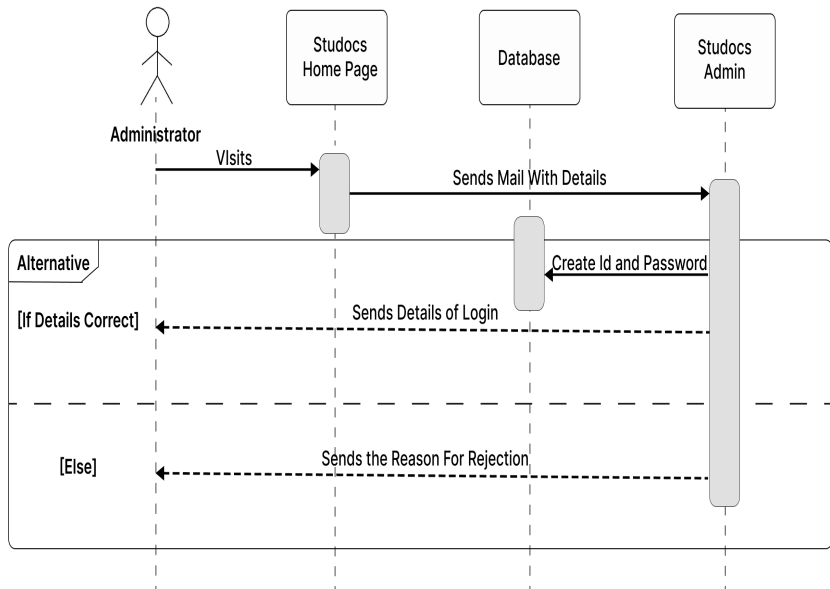 Studocs
Home Page
Database
Studocs
Admin
Administrator
VIsits
Sends Mail With Details
Alternative
Create Id and Password
[If Details Correct]
Sends Details of Login
[Else]
Sends the Reason For Rejection